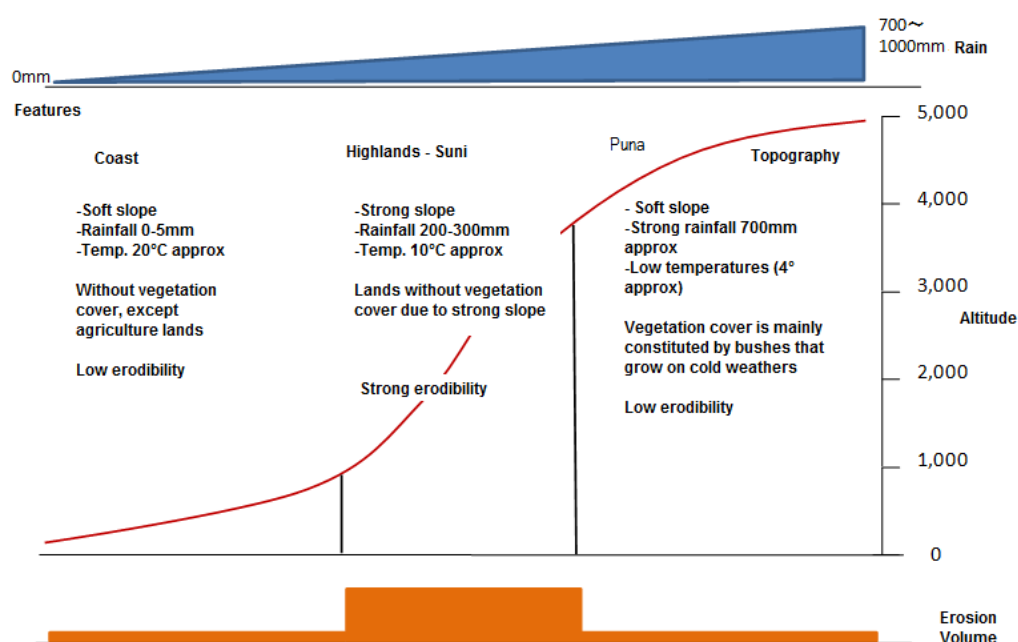 700～
1000mm Rain
0mm
Features
5,000
4,000
3,000
Altitude
2,000
1,000
0
Coast
-Soft slope
-Rainfall 0-5mm
-Temp. 20°C approx
Without vegetation
cover, except
agriculture lands
Low erodibility
Highlands - Suni
-Strong slope
-Rainfall 200-300mm
-Temp. 10°C approx
Lands without vegetation
cover due to strong slope
Strong erodibility
Puna
Topography
- Soft slope
-Strong rainfall 700mm
approx
-Low temperatures (4°
approx)
Vegetation cover is mainly
constituted by bushes that
grow on cold weathers
Low erodibility
Erosion
Volume